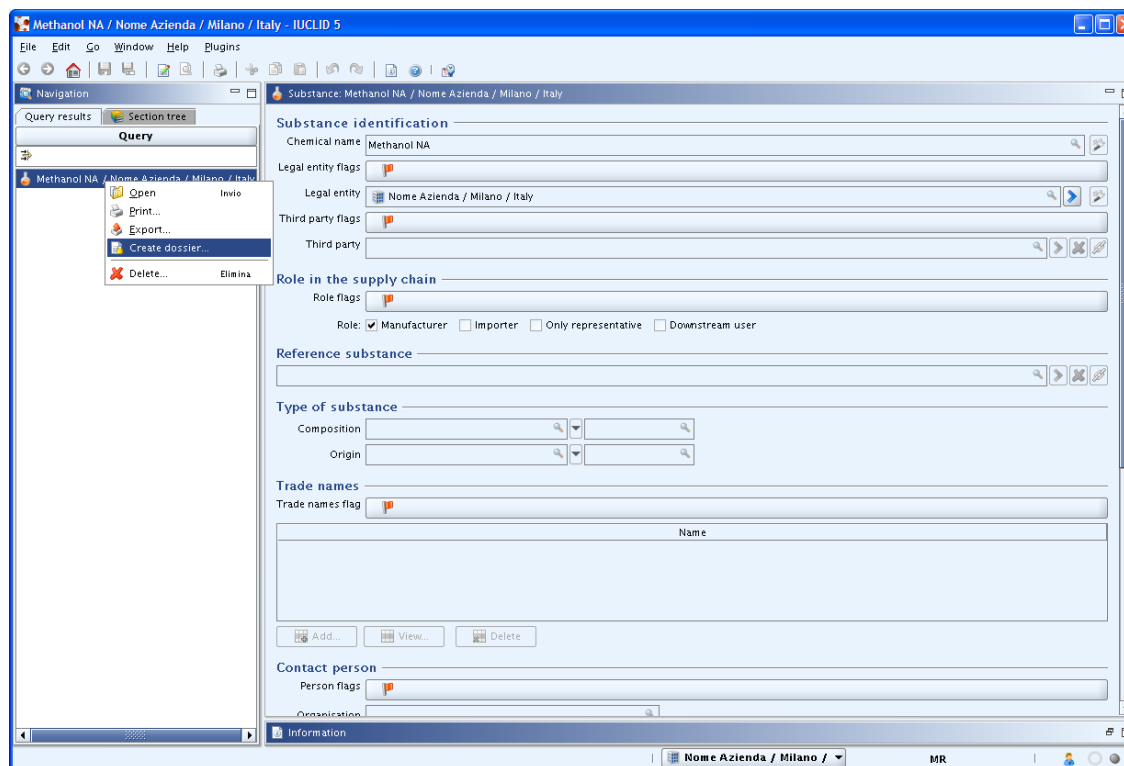 Methanol NA / Nome Azienda / Milano / Italy - IUCLID 5
File Edit Go Window Help Plugins
Navigation
Query results Section tree
Query
Methanol NA / Nome Azienda / Milano / Italy
Open Invio
Print...
Export...
Create dossier...
Delete... Elimina
Substance: Methanol NA / Nome Azienda / Milano / Italy
Substance identification
Chemical name Methanol NA
Legal entity flags
Legal entity Nome Azienda / Milano / Italy
Third party flags
Third party
Role in the supply chain
Role flags
Role: Manufacturer Importer Only representative Downstream user
Reference substance
Type of substance
Composition
Origin
Trade names
Trade names flag
Name
Add... View... Delete
Contact person
Person flags
Organisation
Information
Nome Azienda / Milano / MR